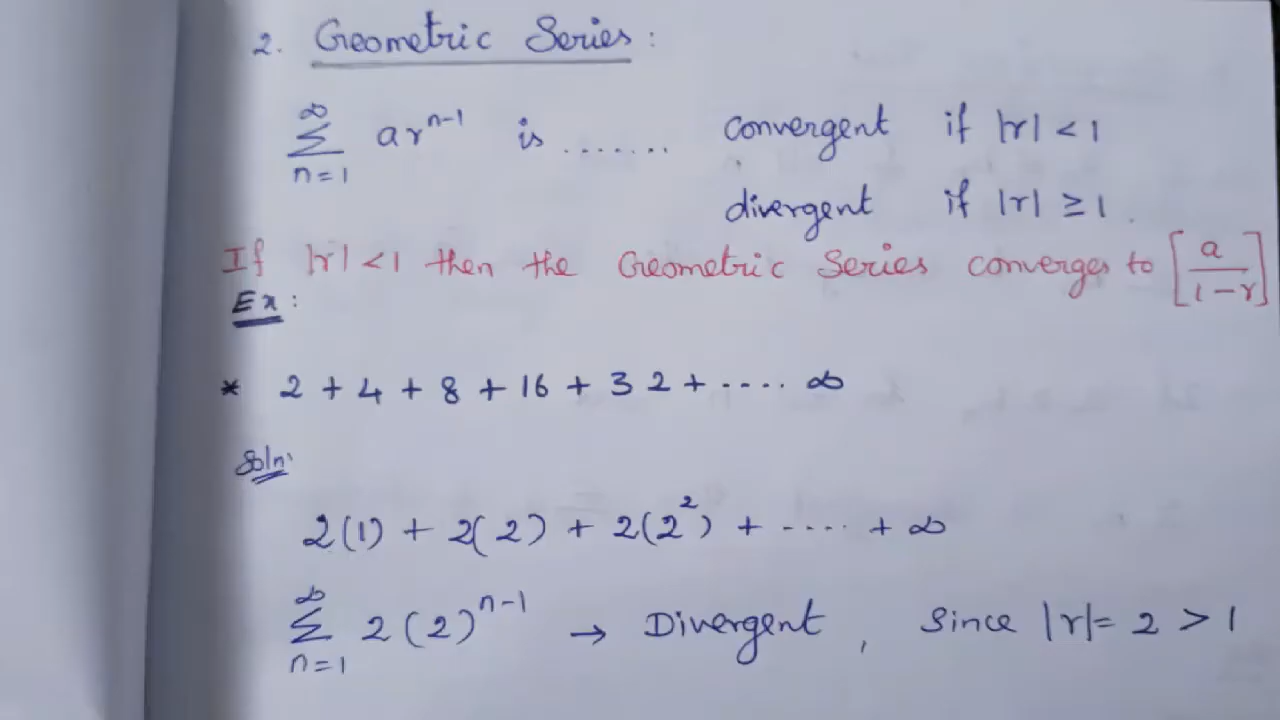 2. Geometric Series:
∞
∑ ar^{n-1} is ....... convergent if |r| < 1
n=1
divergent if |r| ≥ 1.
If |r| < 1 then the Geometric Series converges to [a/(1-r)]
Ex:
* 2 + 4 + 8 + 16 + 32 + .... ∞
Soln:
2(1) + 2(2) + 2(2²) + ..... + ∞
∞
∑ 2(2)^{n-1} → Divergent, Since |r| = 2 > 1
n=1